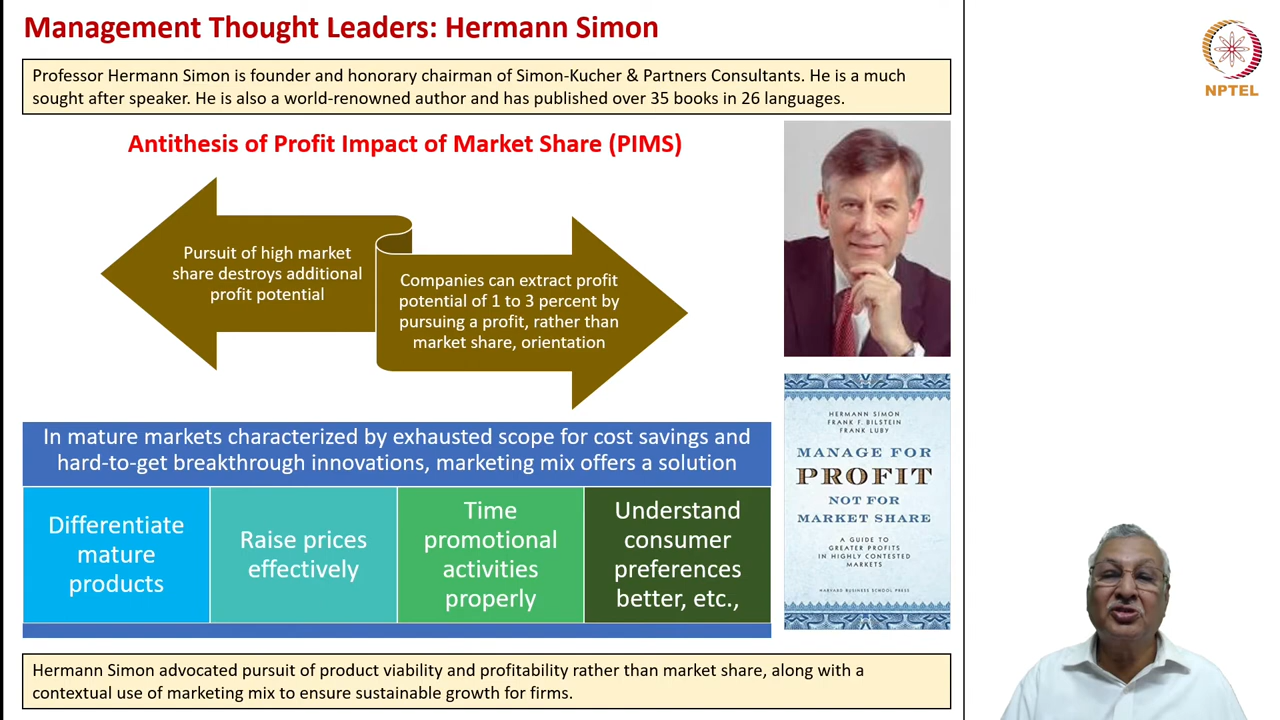 Management Thought Leaders: Hermann Simon
NPTEL
Professor Hermann Simon is founder and honorary chairman of Simon-Kucher & Partners Consultants. He is a much
sought after speaker. He is also a world-renowned author and has published over 35 books in 26 languages.
Antithesis of Profit Impact of Market Share (PIMS)
Pursuit of high market
share destroys additional
profit potential
Companies can extract profit
potential of 1 to 3 percent by
pursuing a profit, rather than
market share, orientation
In mature markets characterized by exhausted scope for cost savings and
hard-to-get breakthrough innovations, marketing mix offers a solution
Differentiate
mature
products
Raise prices
effectively
Time
promotional
activities
properly
Understand
consumer
preferences
better, etc.,
HERMANN SIMON
FRANK F. BILSTEIN
FRANK LUBY
MANAGE FOR
PROFIT
NOT FOR
MARKET SHARE
A GUIDE TO
GREATER PROFITS
IN HIGHLY CONTESTED
MARKETS
HARVARD BUSINESS SCHOOL PRESS
Hermann Simon advocated pursuit of product viability and profitability rather than market share, along with a
contextual use of marketing mix to ensure sustainable growth for firms.